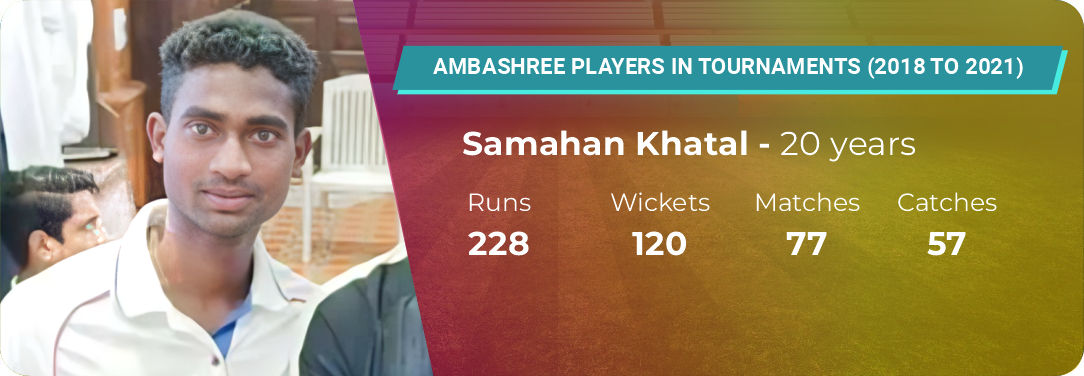 AMBASHREE PLAYERS IN TOURNAMENTS (2018 TO 2021)
Samahan Khatal - 20 years
Runs Wickets Matches Catches
228 120 77 57